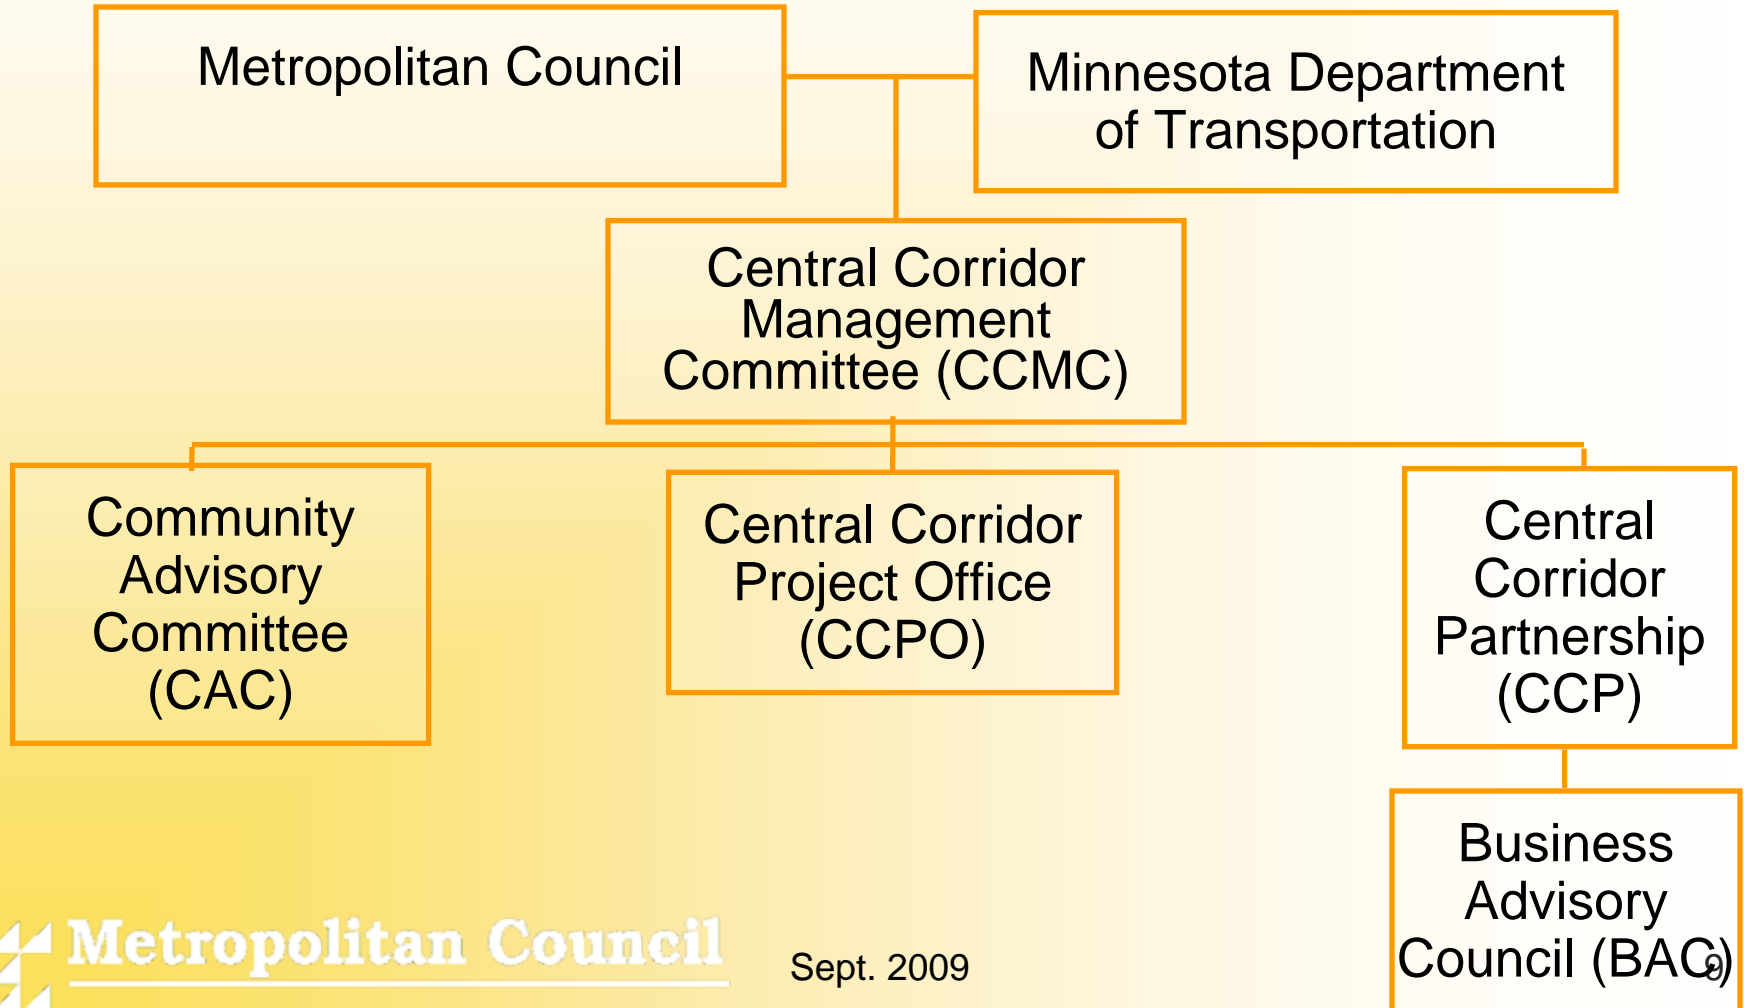 Metropolitan Council
Minnesota Department
of Transportation
Central Corridor
Management
Committee (CCMC)
Community
Advisory
Committee
(CAC)
Central Corridor
Project Office
(CCPO)
Central
Corridor
Partnership
(CCP)
Business
Advisory
Council (BAC)
Metropolitan Council
Sept. 2009
9